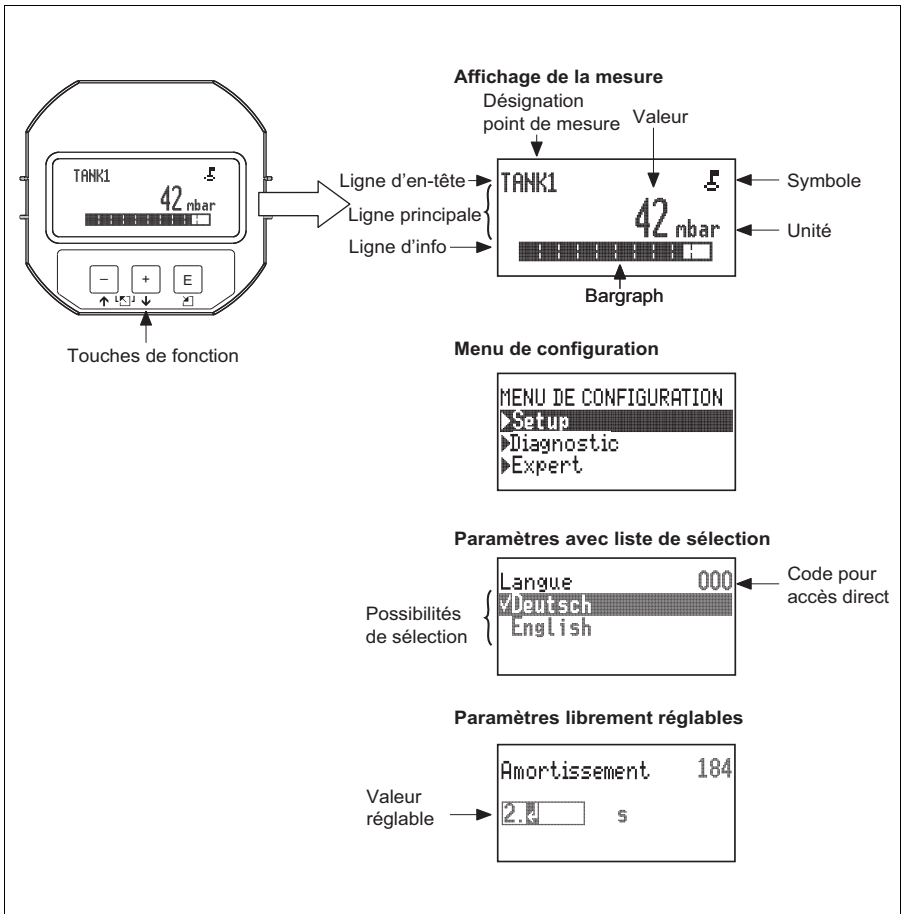 Affichage de la mesure
Désignation
point de mesure
Valeur
TANK1
42 mbar
– + E
Touches de fonction
Ligne d'en-tête
Ligne principale
Ligne d'info
TANK1
42 mbar
Symbole
Unité
Bargraph
Menu de configuration
MENU DE CONFIGURATION
Setup
Diagnostic
Expert
Paramètres avec liste de sélection
Langue 000
Deutsch
English
Possibilités
de sélection
Code pour
accès direct
Paramètres librement réglables
Amortissement 184
2. s
Valeur
réglable